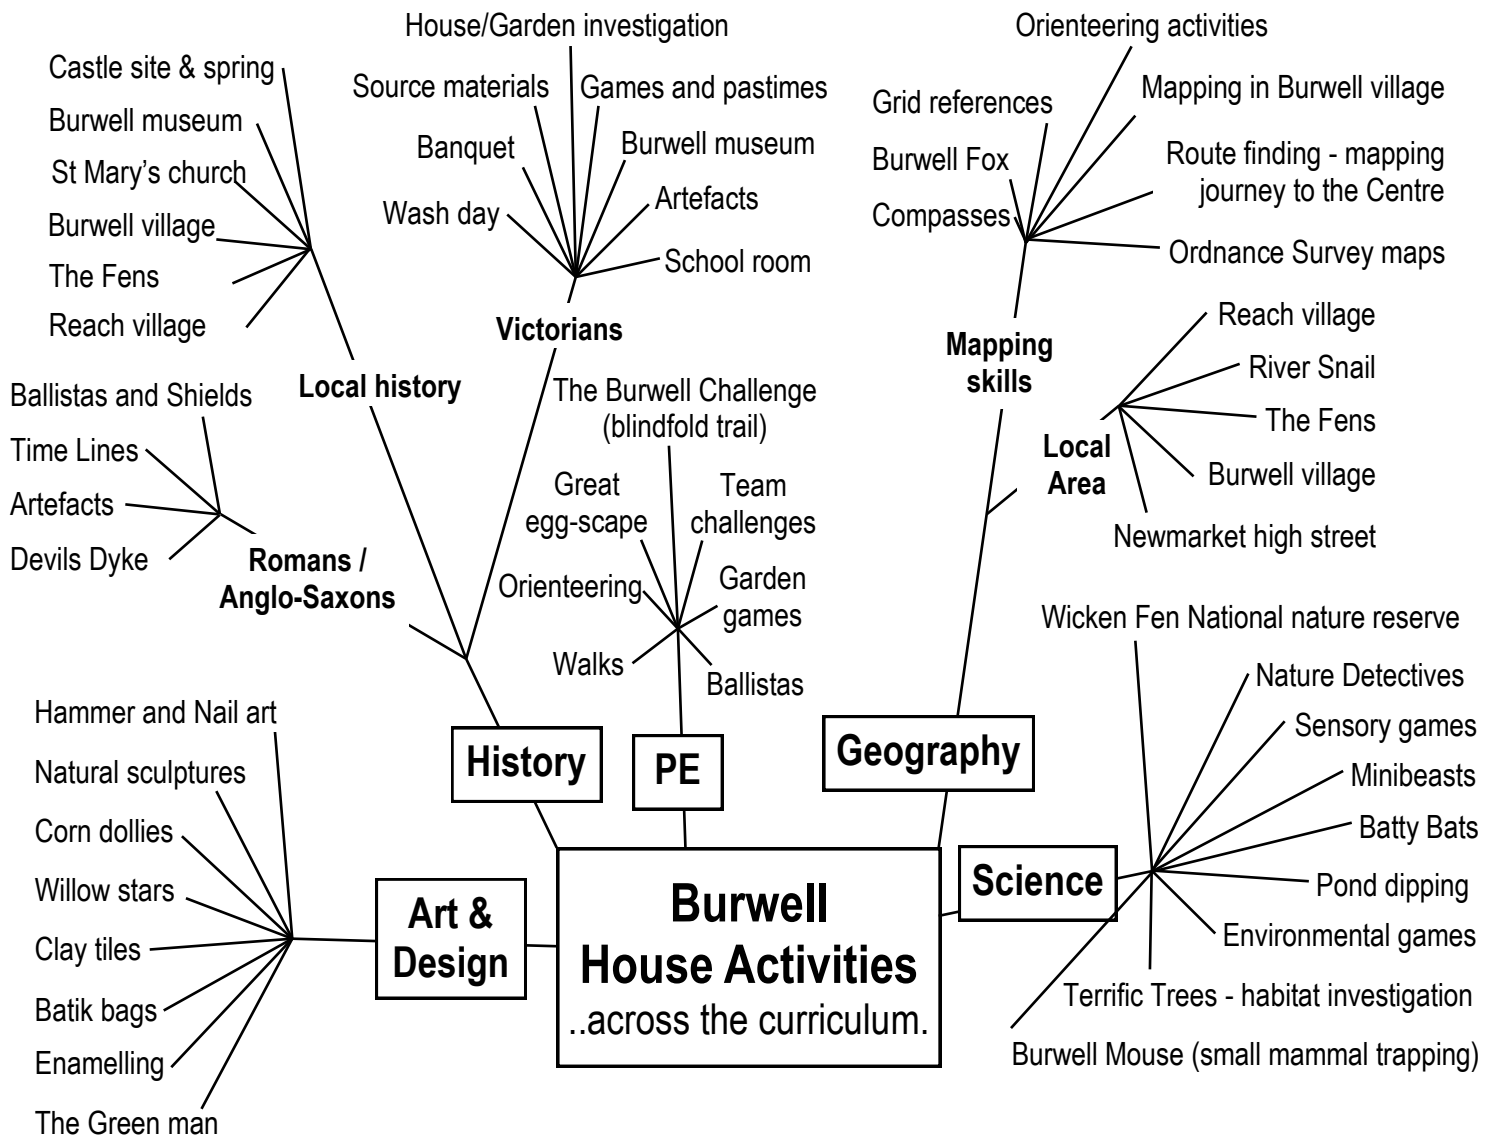 House/Garden investigation
Source materials
Games and pastimes
Banquet
Burwell museum
Wash day
Artefacts
School room
Victorians
Castle site & spring
Burwell museum
St Mary’s church
Burwell village
The Fens
Reach village
Local history
Ballistas and Shields
Time Lines
Artefacts
Devils Dyke
Romans /
Anglo-Saxons
History
The Burwell Challenge
(blindfold trail)
Great
egg-scape
Team
challenges
Orienteering
Garden
games
Walks
Ballistas
PE
Orienteering activities
Grid references
Mapping in Burwell village
Burwell Fox
Route finding - mapping
journey to the Centre
Compasses
Ordnance Survey maps
Mapping
skills
Reach village
River Snail
The Fens
Burwell village
Newmarket high street
Local
Area
Geography
Wicken Fen National nature reserve
Nature Detectives
Sensory games
Minibeasts
Batty Bats
Pond dipping
Environmental games
Terrific Trees - habitat investigation
Burwell Mouse (small mammal trapping)
Science
Hammer and Nail art
Natural sculptures
Corn dollies
Willow stars
Clay tiles
Batik bags
Enamelling
The Green man
Art &
Design
Burwell
House Activities
..across the curriculum.